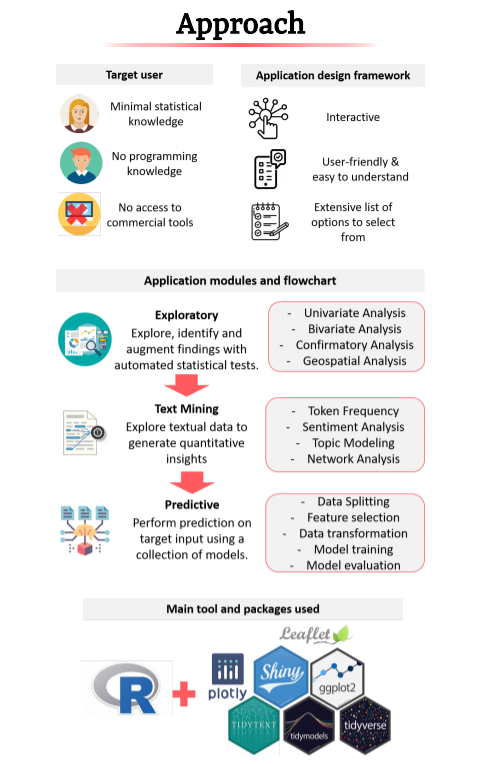 Approach
Target user
Minimal statistical
knowledge
No programming
knowledge
No access to
commercial tools
Application design framework
Interactive
User-friendly &
easy to understand
Extensive list of
options to select
from
Application modules and flowchart
Exploratory
Explore, identify and
augment findings with
automated statistical tests.
- Univariate Analysis
- Bivariate Analysis
- Confirmatory Analysis
- Geospatial Analysis
Text Mining
Explore textual data to
generate quantitative
insights
- Token Frequency
- Sentiment Analysis
- Topic Modeling
- Network Analysis
Predictive
Perform prediction on
target input using a
collection of models.
- Data Splitting
- Feature selection
- Data transformation
- Model training
- Model evaluation
Main tool and packages used
Leaflet
R
plotly
Shiny
ggplot2
TIDYTEXT
tidymodels
tidyverse